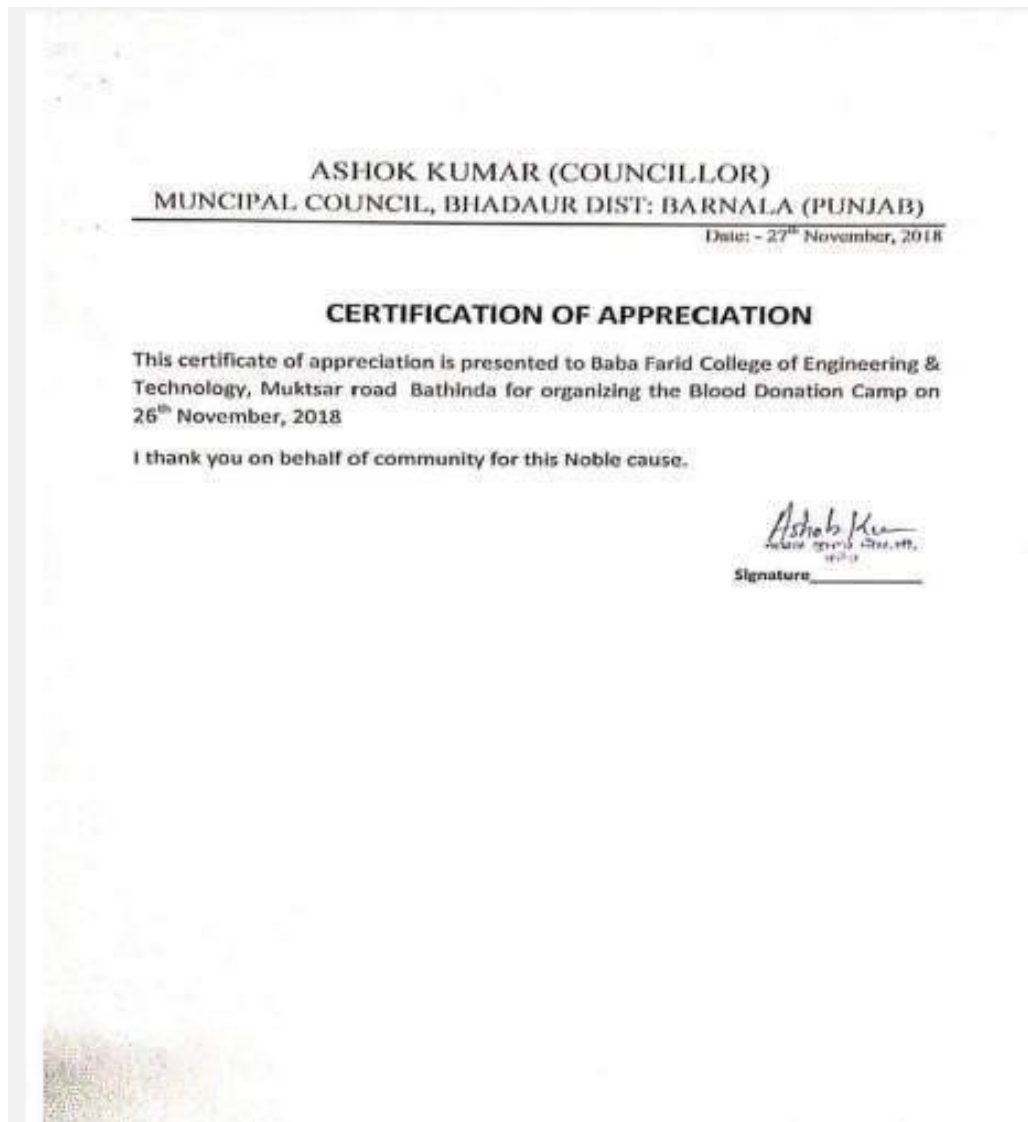 ASHOK KUMAR (COUNCILLOR)
MUNCIPAL COUNCIL, BHADAUR DIST: BARNALA (PUNJAB)
Date: - 27th November, 2018
CERTIFICATION OF APPRECIATION
This certificate of appreciation is presented to Baba Farid College of Engineering &
Technology, Muktsar road Bathinda for organizing the Blood Donation Camp on
26th November, 2018
I thank you on behalf of community for this Noble cause.
Ashok
Signature